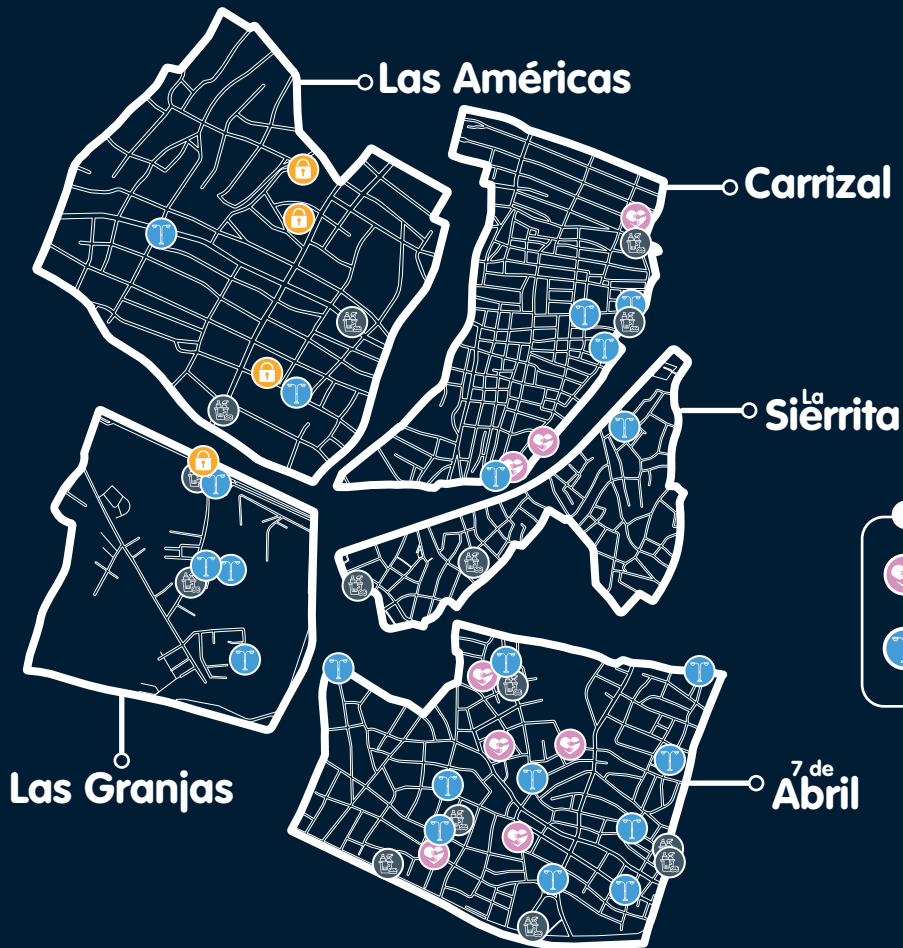 Las Américas
Carrizal
La
Sierrita
Las Granjas
7 de
Abril